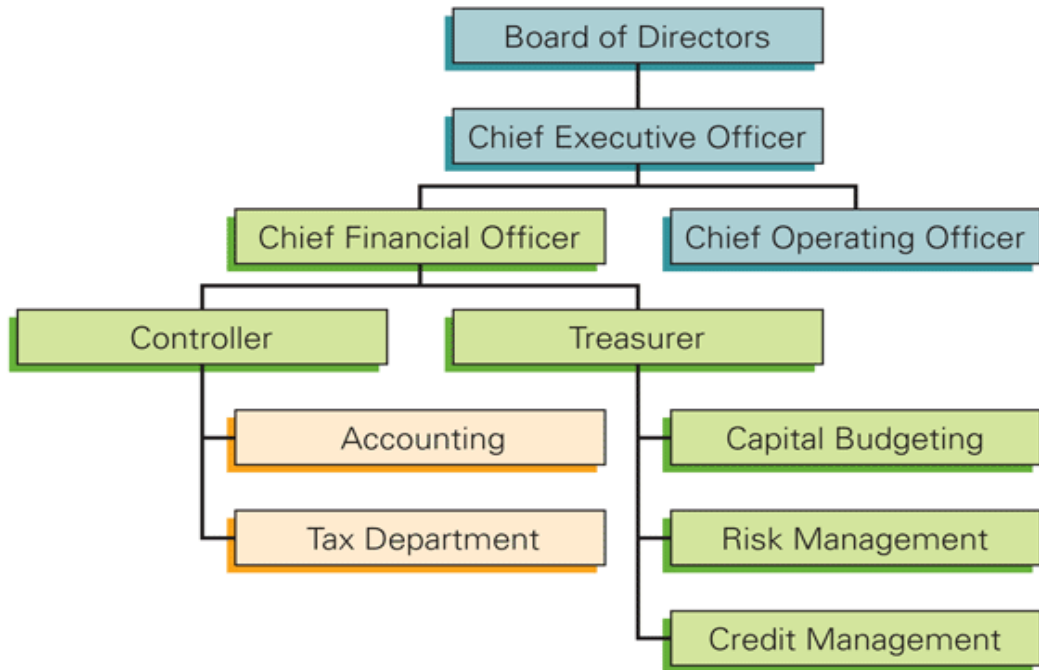 Board of Directors
Chief Executive Officer
Chief Financial Officer
Chief Operating Officer
Controller
Treasurer
Accounting
Capital Budgeting
Tax Department
Risk Management
Credit Management